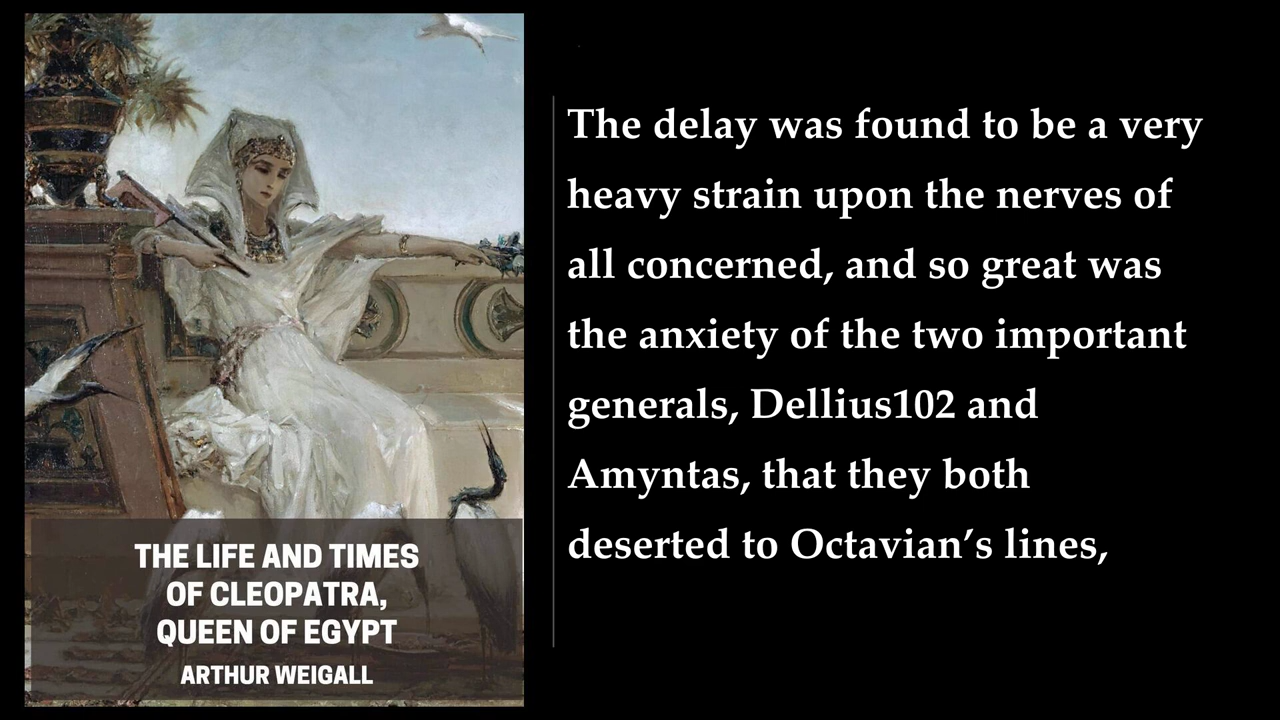 THE LIFE AND TIMES
OF CLEOPATRA,
QUEEN OF EGYPT
ARTHUR WEIGALL
The delay was found to be a very
heavy strain upon the nerves of
all concerned, and so great was
the anxiety of the two important
generals, Dellius102 and
Amyntas, that they both
deserted to Octavian’s lines,